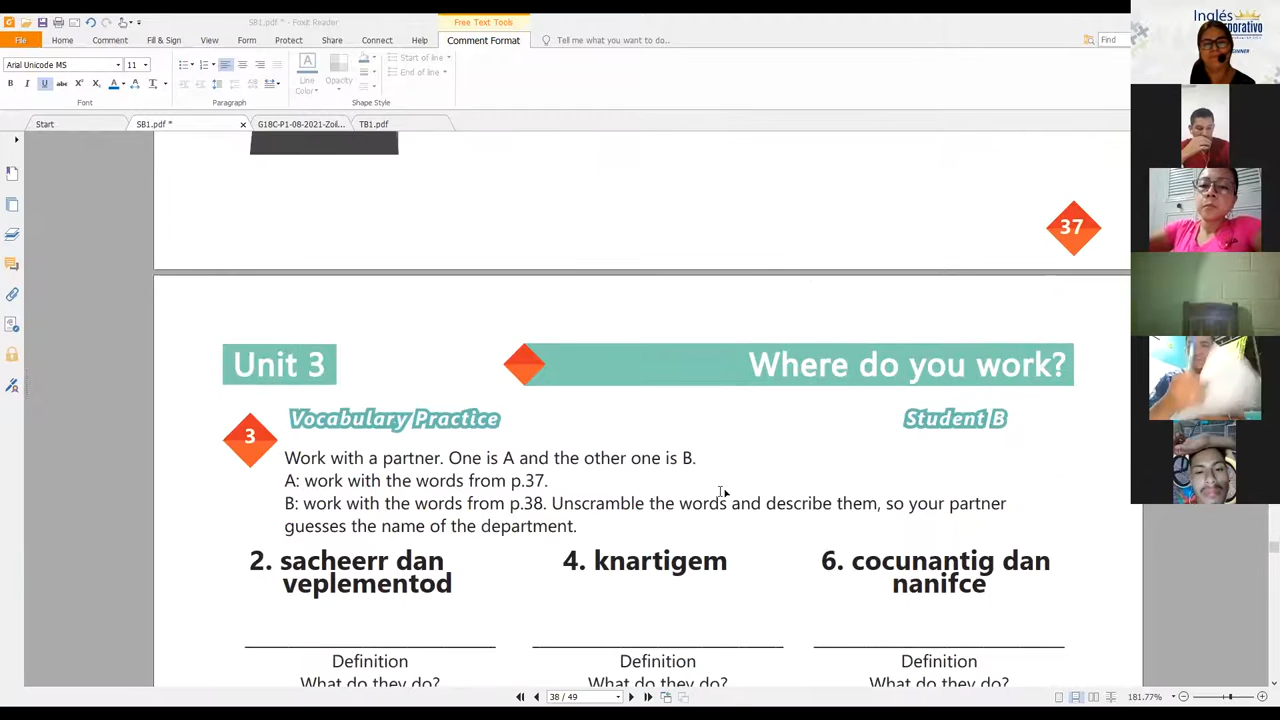 SB1.pdf * - Foxit Reader
Free Text Tools
File Home Comment Fill & Sign View Form Protect Share Connect Help Comment Format Tell me what you want to do.. Find
Arial Unicode MS 11
Start of line
End of line
Line Color
Opacity
Font Paragraph Shape Style
Start SB1.pdf * G18C-P1-08-2021-Zoil... TB1.pdf
37
Unit 3
Where do you work?
3
Vocabulary Practice
Student B
Work with a partner. One is A and the other one is B.
A: work with the words from p.37.
B: work with the words from p.38. Unscramble the words and describe them, so your partner
guesses the name of the department.
2. sacheerr dan
veplementod
4. knartigem
6. cocunantig dan
nanifce
Definition
What do they do?
Definition
What do they do?
Definition
What do they do?
38 / 49
181.77%
Inglés